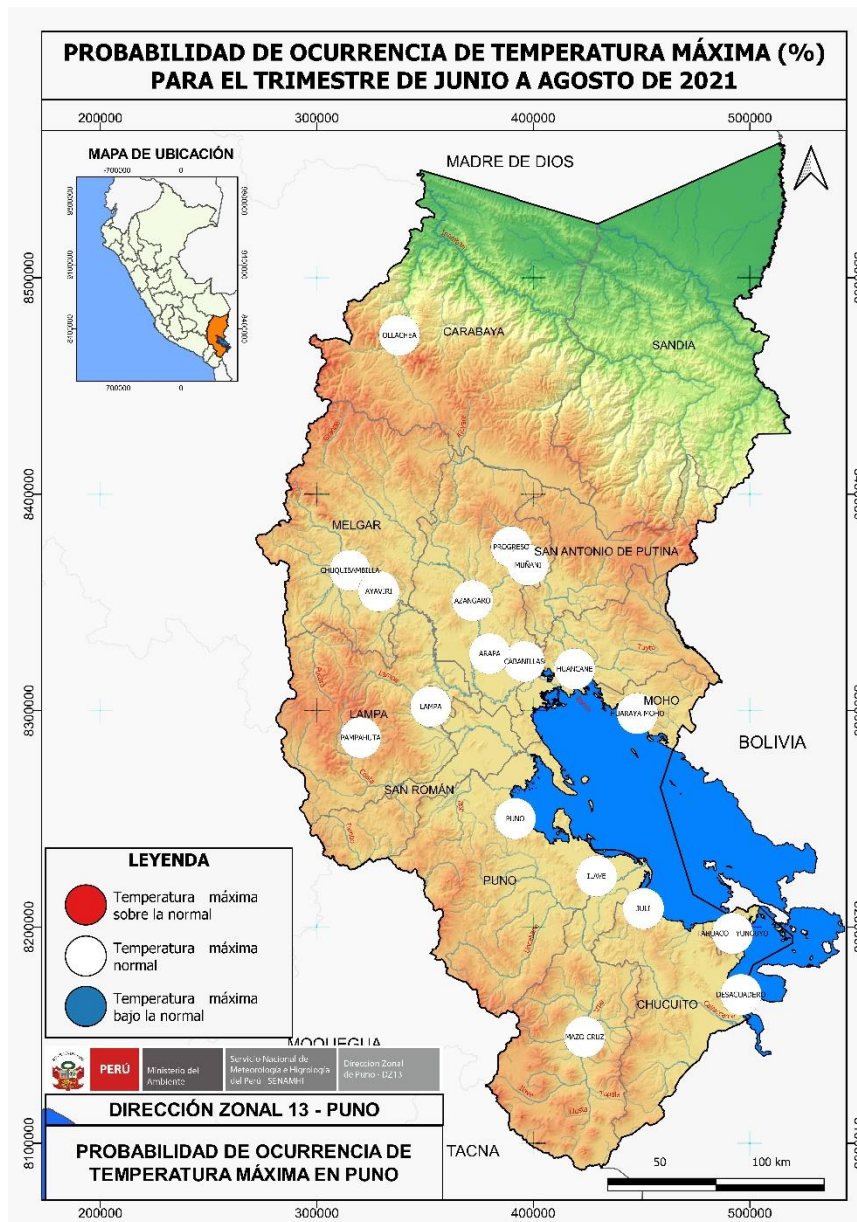 PROBABILIDAD DE OCURRENCIA DE TEMPERATURA MÁXIMA (%)
PARA EL TRIMESTRE DE JUNIO A AGOSTO DE 2021
200000 300000 400000 500000
MAPA DE UBICACIÓN
-700000 0
-700000 0
MADRE DE DIOS
8500000
OLLACHEA
CARABAYA
SANDIA
8400000
MELGAR
PROGRESO
SAN ANTONIO DE PUTINA
MUÑANI
CHUQUIBAMBILLA
AYAVIRI
AZANGARO
ARAPA
CABANILLAS
HUANCANE
8300000
LAMPA
LAMPA
MOHO
HUARAYA MOHO
PAMPAHUTA
BOLIVIA
SAN ROMÁN
PUNO
PUNO
ILAVE
JULI
8200000
TAHUACO - YUNGUYO
DESAGUADERO
CHUCUITO
MAZO CRUZ
LEYENDA
Temperatura máxima
sobre la normal
Temperatura máxima
normal
Temperatura máxima
bajo la normal
MOQUEGUA
PERÚ
Ministerio del
Ambiente
Servicio Nacional de
Meteorología e Hidrología
del Perú - SENAMHI
Dirección Zonal
de Puno - DZ13
DIRECCIÓN ZONAL 13 - PUNO
PROBABILIDAD DE OCURRENCIA DE
TEMPERATURA MÁXIMA EN PUNO
8100000
TACNA
50 100 km
200000 300000 400000 500000